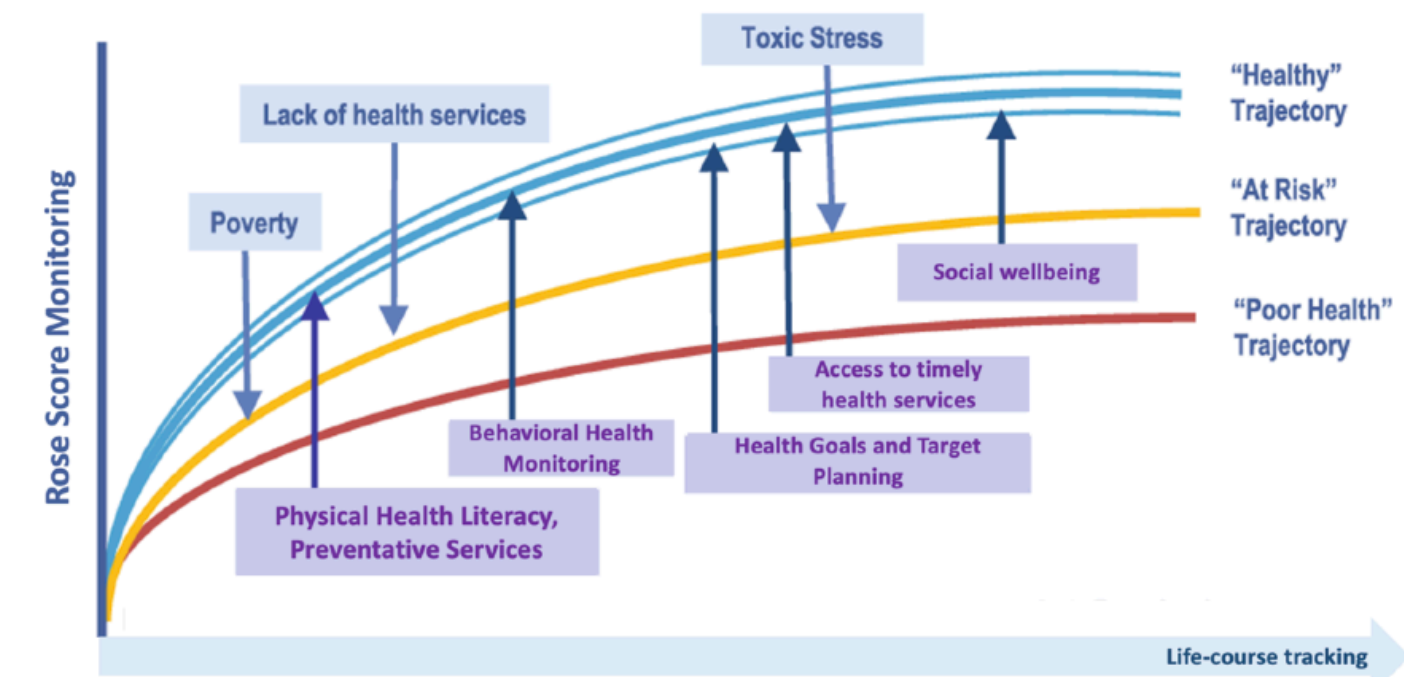 Toxic Stress
"Healthy"
Trajectory
Lack of health services
"At Risk"
Trajectory
Poverty
Social wellbeing
"Poor Health"
Trajectory
Rose Score Monitoring
Access to timely
health services
Behavioral Health
Monitoring
Health Goals and Target
Planning
Physical Health Literacy,
Preventative Services
Life-course tracking